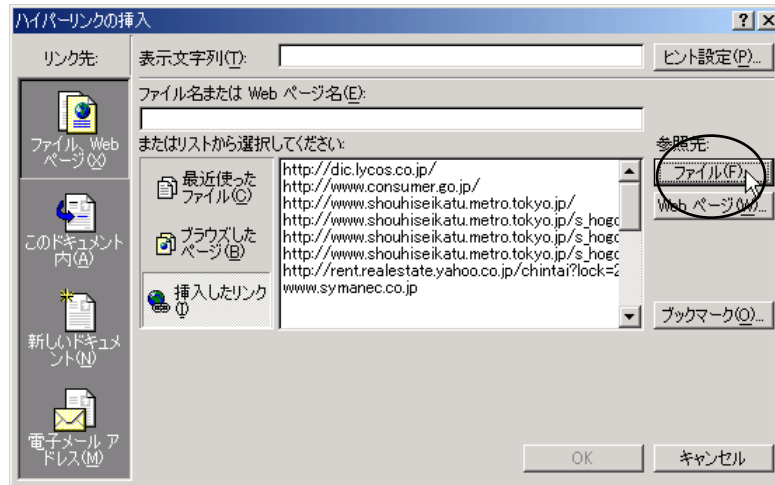 ハイパーリンクの挿入
リンク先:
表示文字列(T):
ヒント設定(P)...
ファイル名または Web ページ名(E):
ファイル、Web
ページ(X)
またはリストから選択してください:
参照先:
最近使った
ファイル(C)
http://dic.lycos.co.jp/
http://www.consumer.go.jp/
http://www.shouhiseikatu.metro.tokyo.jp/
http://www.shouhiseikatu.metro.tokyo.jp/s_hogo
http://www.shouhiseikatu.metro.tokyo.jp/s_hogo
http://www.shouhiseikatu.metro.tokyo.jp/s_hogo
http://rent.realestate.yahoo.co.jp/chintai?lock=2
www.symanec.co.jp
ファイル(F)
Web ページ(W)...
このドキュメント
内(A)
ブラウズした
ページ(B)
挿入したリンク
(I)
ブックマーク(O)...
新しいドキュメ
ント(N)
電子メール ア
ドレス(M)
OK
キャンセル